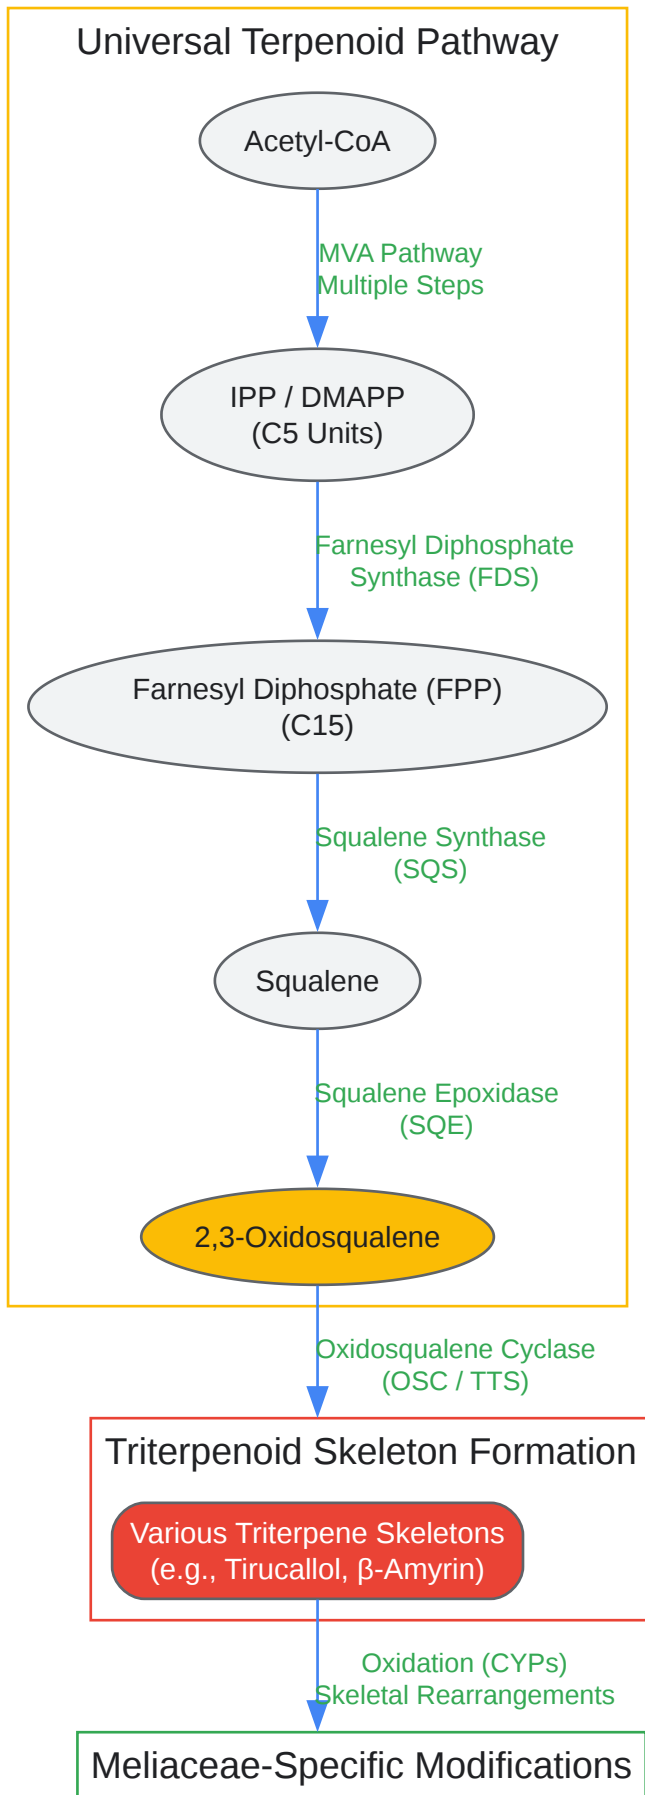 Universal Terpenoid Pathway
Acetyl-CoA
MVA Pathway
Multiple Steps
IPP / DMAPP
(C5 Units)
Farnesyl Diphosphate
Synthase (FDS)
Farnesyl Diphosphate (FPP)
(C15)
Squalene Synthase
(SQS)
Squalene
Squalene Epoxidase
(SQE)
2,3-Oxidosqualene
Oxidosqualene Cyclase
(OSC / TTS)
Triterpenoid Skeleton Formation
Various Triterpene Skeletons
(e.g., Tirucallol, β-Amyrin)
Oxidation (CYPs)
Skeletal Rearrangements
Meliaceae-Specific Modifications